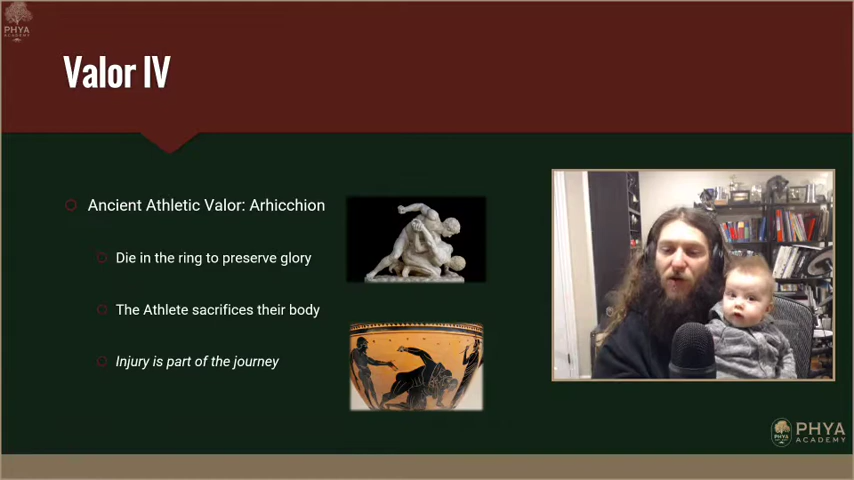 PHYA
ACADEMY
Valor IV
Ancient Athletic Valor: Arhicchion
Die in the ring to preserve glory
The Athlete sacrifices their body
Injury is part of the journey
PHYA
PHYA
ACADEMY